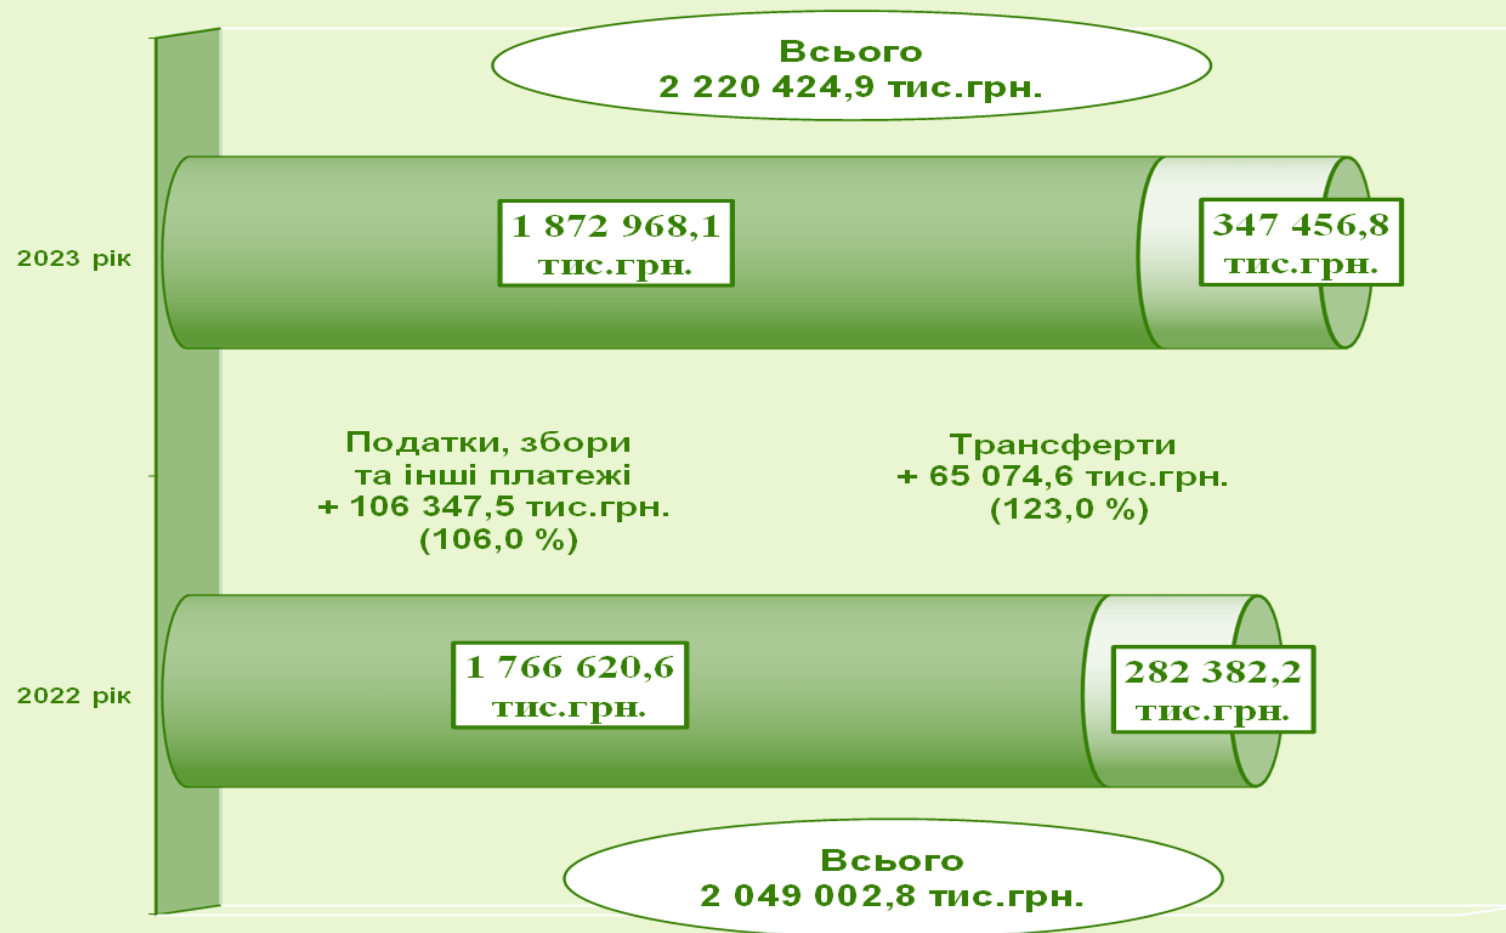 Всього
2 220 424,9 тис.грн.
2023 рік
1 872 968,1
тис.грн.
347 456,8
тис.грн.
Податки, збори
та інші платежі
+ 106 347,5 тис.грн.
(106,0 %)
Трансферти
+ 65 074,6 тис.грн.
(123,0 %)
2022 рік
1 766 620,6
тис.грн.
282 382,2
тис.грн.
Всього
2 049 002,8 тис.грн.